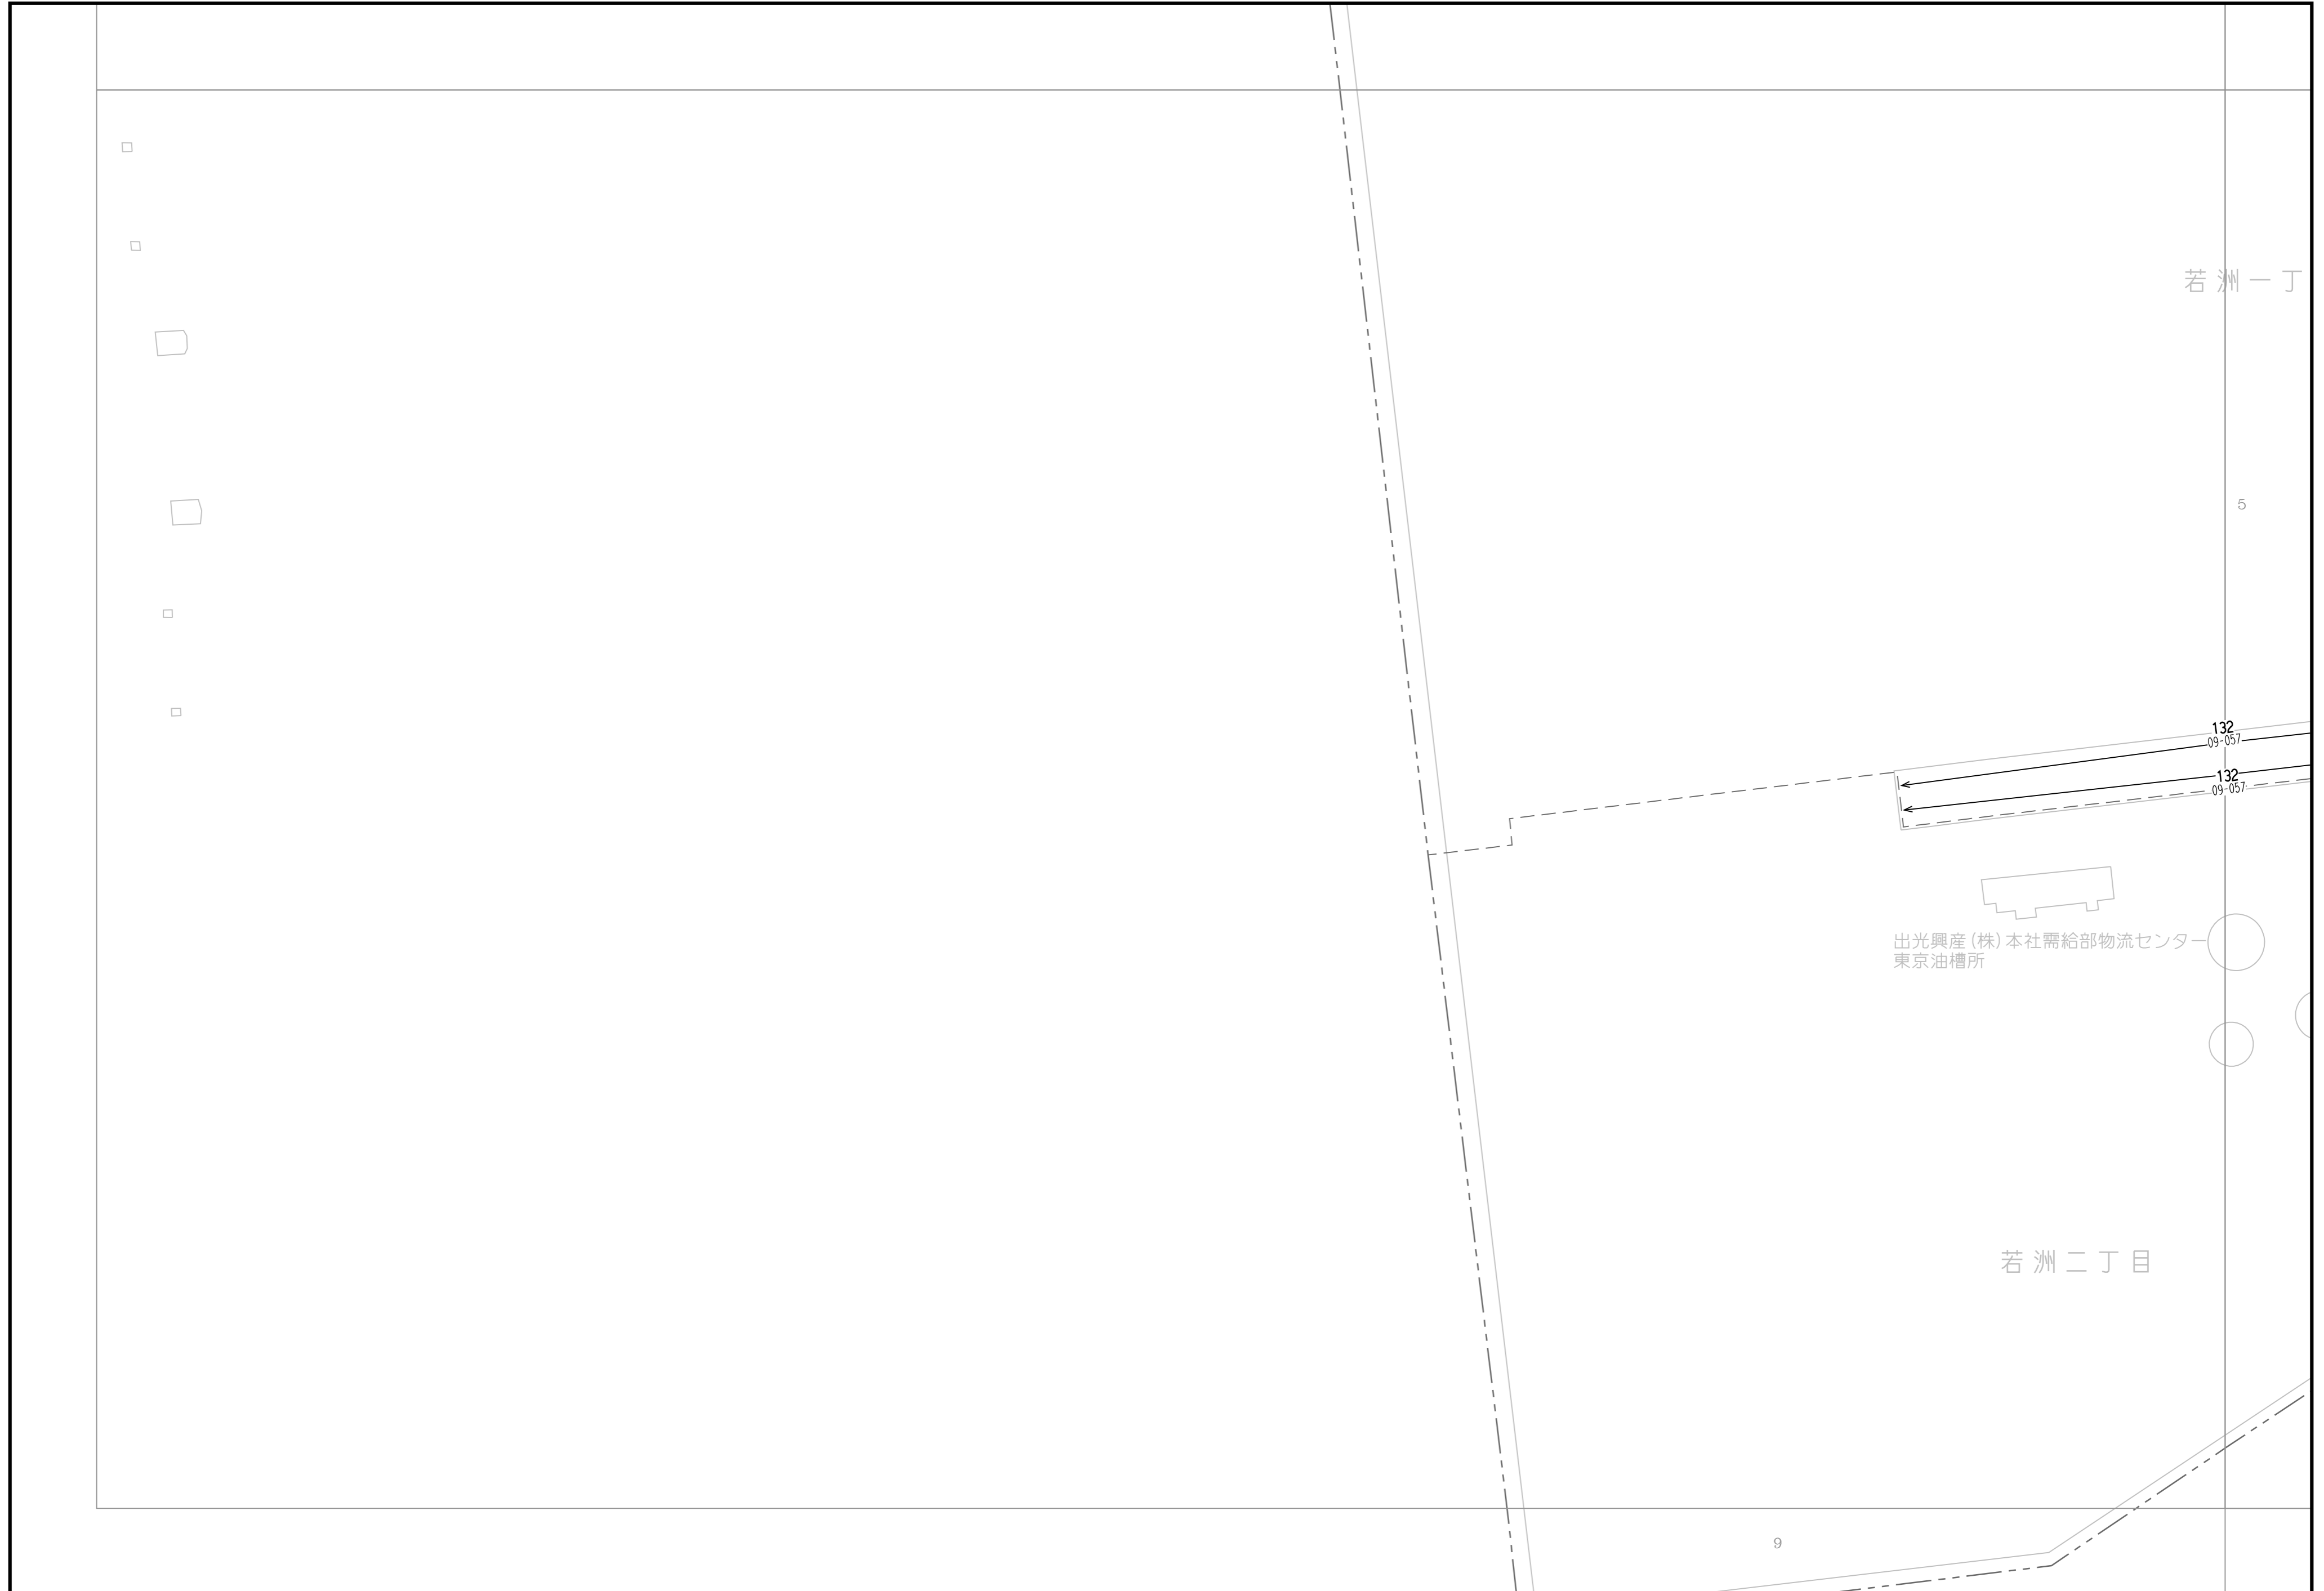 若洲一丁
5
132
09-057
132
09-057
出光興産(株)本社需給部物流センター
東京油槽所
若洲二丁目
9